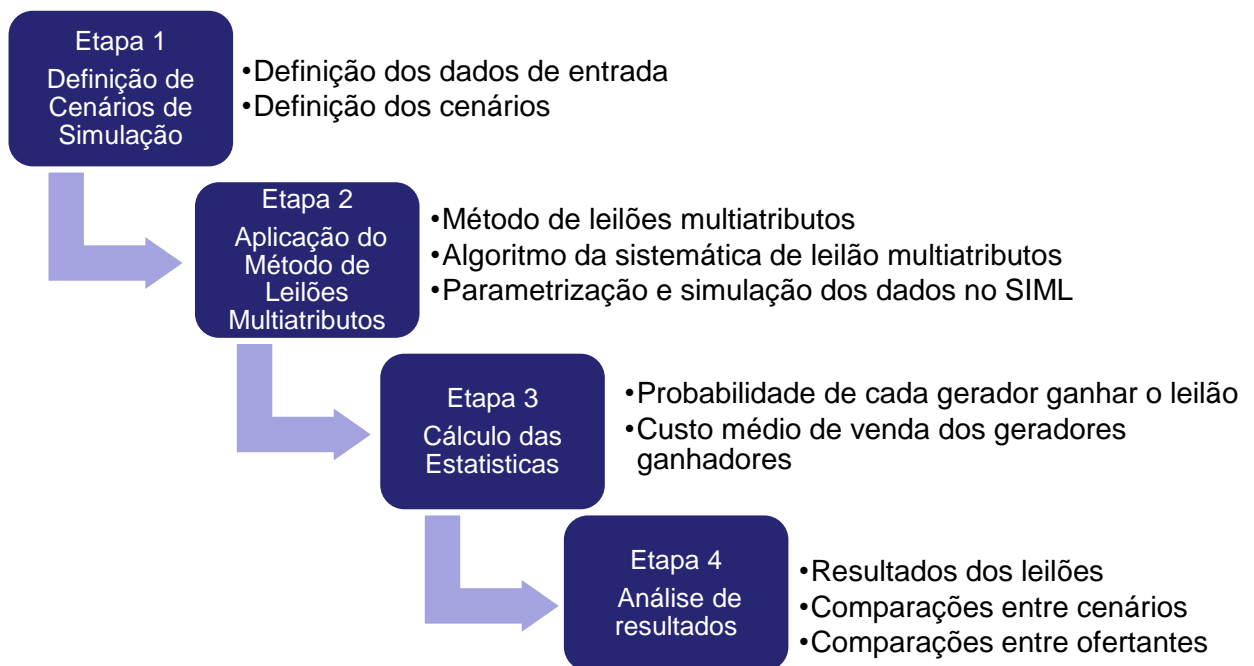 Etapa 1
Definição de
Cenários de
Simulação
•Definição dos dados de entrada
•Definição dos cenários
Etapa 2
Aplicação do
Método de
Leilões
Multiatributos
•Método de leilões multiatributos
•Algoritmo da sistemática de leilão multiatributos
•Parametrização e simulação dos dados no SIML
Etapa 3
Cálculo das
Estatisticas
•Probabilidade de cada gerador ganhar o leilão
•Custo médio de venda dos geradores
ganhadores
Etapa 4
Análise de
resultados
•Resultados dos leilões
•Comparações entre cenários
•Comparações entre ofertantes